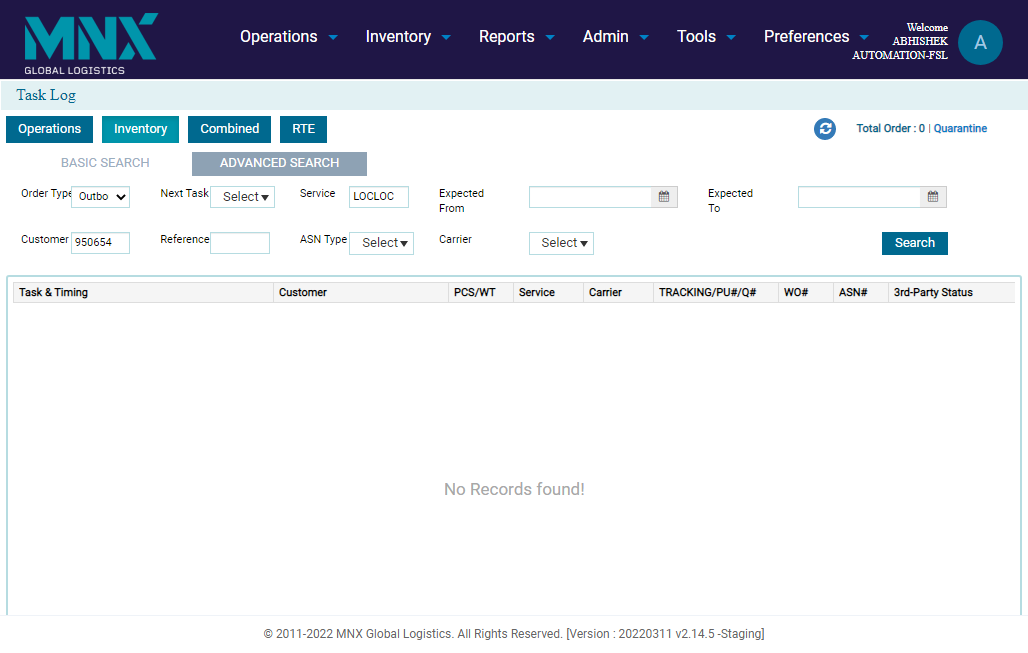 MNX
GLOBAL LOGISTICS
Operations Inventory Reports Admin Tools Preferences
Welcome
ABHISHEK
AUTOMATION-FSL
A
Task Log
Operations Inventory Combined RTE
Total Order : 0 | Quarantine
BASIC SEARCH ADVANCED SEARCH
Order Type Outbo Next Task Select Service LOCLOC Expected From Expected To
Customer 950654 Reference ASN Type Select Carrier Select Search
Task & Timing Customer PCS/WT Service Carrier TRACKING/PU#/Q# WO# ASN# 3rd-Party Status
No Records found!
© 2011-2022 MNX Global Logistics. All Rights Reserved. [Version : 20220311 v2.14.5 -Staging]